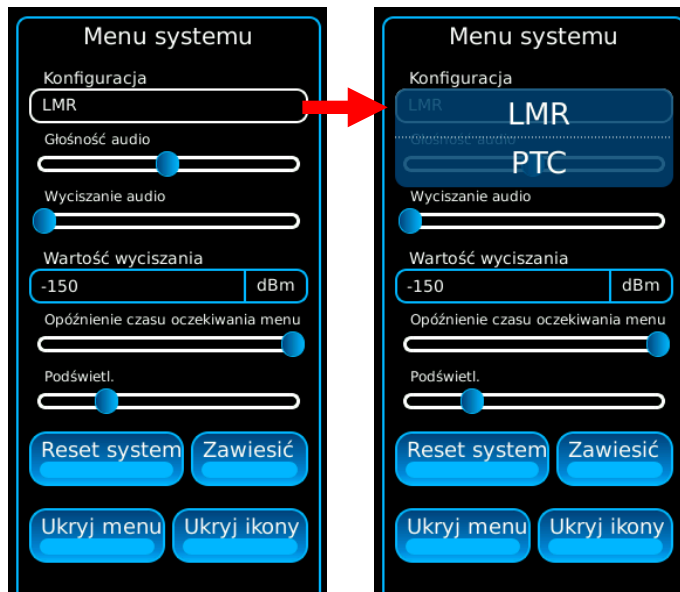 Menu systemu
Konfiguracja
LMR
Głośność audio
Wyciszanie audio
Wartość wyciszania
-150 dBm
Opóźnienie czasu oczekiwania menu
Podświetl.
Reset system Zawiesić
Ukryj menu Ukryj ikony
Menu systemu
Konfiguracja
LMR LMR
Głośność audio
PTC
Wyciszanie audio
Wartość wyciszania
-150 dBm
Opóźnienie czasu oczekiwania menu
Podświetl.
Reset system Zawiesić
Ukryj menu Ukryj ikony